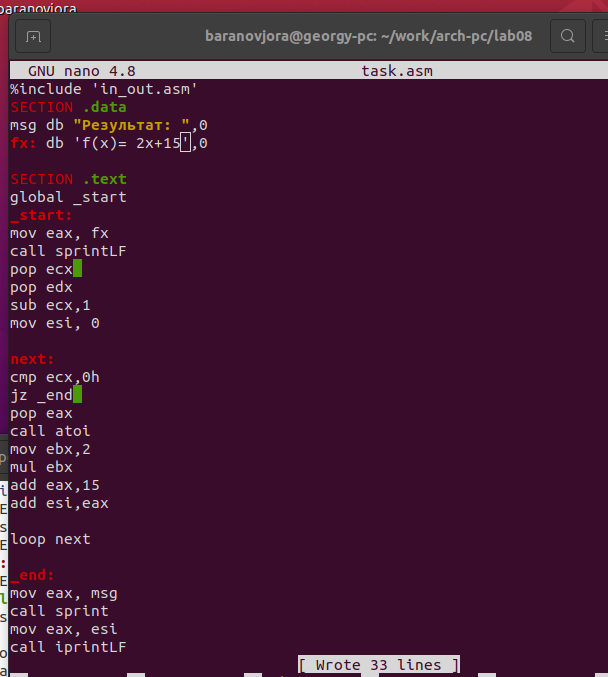 baranovjora
baranovjora@georgy-pc: ~/work/arch-pc/lab08
GNU nano 4.8 task.asm
%include 'in_out.asm'
SECTION .data
msg db "Результат: ",0
fx: db 'f(x)= 2x+15',0
SECTION .text
global _start
_start:
mov eax, fx
call sprintLF
pop ecx
pop edx
sub ecx,1
mov esi, 0
next:
cmp ecx,0h
jz _end
pop eax
call atoi
mov ebx,2
mul ebx
add eax,15
add esi,eax
loop next
_end:
mov eax, msg
call sprint
mov eax, esi
call iprintLF
[ Wrote 33 lines ]